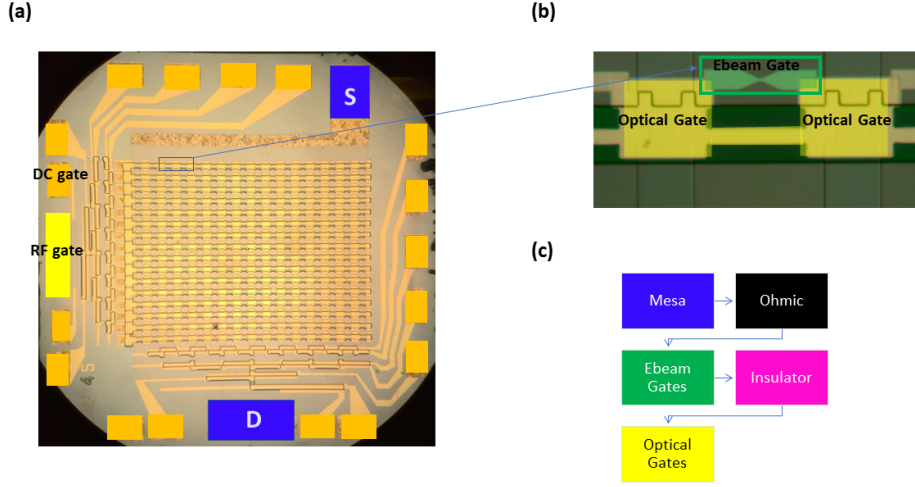 (a)
(b)
S
Ebeam Gate
Optical Gate
Optical Gate
DC gate
RF gate
(c)
Mesa
Ohmic
Ebeam
Gates
Insulator
Optical
Gates
D